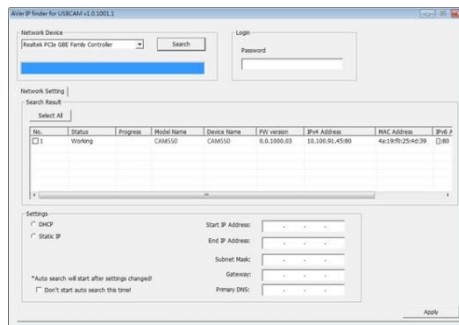 AVer IP finder for USBCAM v1.0.1001.1
Network Device
Realtek PCIe GBE Family Controller
Search
Login
Password
Network Setting
Search Result
Select All
No. Status Progress Model Name Device Name FW version IPv4 Address MAC Address IPv6 A
1 Working CAM550 CAM550 0.0.1000.03 10.100.91.45:80 4a:19:f0:25:4d:39 []:80
Settings
DHCP
Static IP
Start IP Address:
End IP Address:
Subnet Mask:
Gateway:
Primary DNS:
*Auto search will start after settings changed!
Don't start auto search this time!
Apply